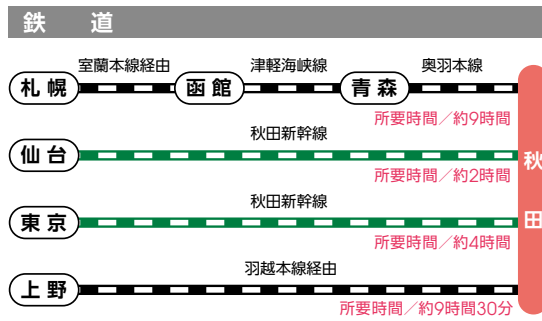 鉄 道
室蘭本線経由 津軽海峡線 奥羽本線
札幌 函館 青森
所要時間／約9時間
秋田新幹線
仙台
所要時間／約2時間
秋田新幹線
東京
所要時間／約4時間
羽越本線経由
上野
所要時間／約9時間30分
秋田